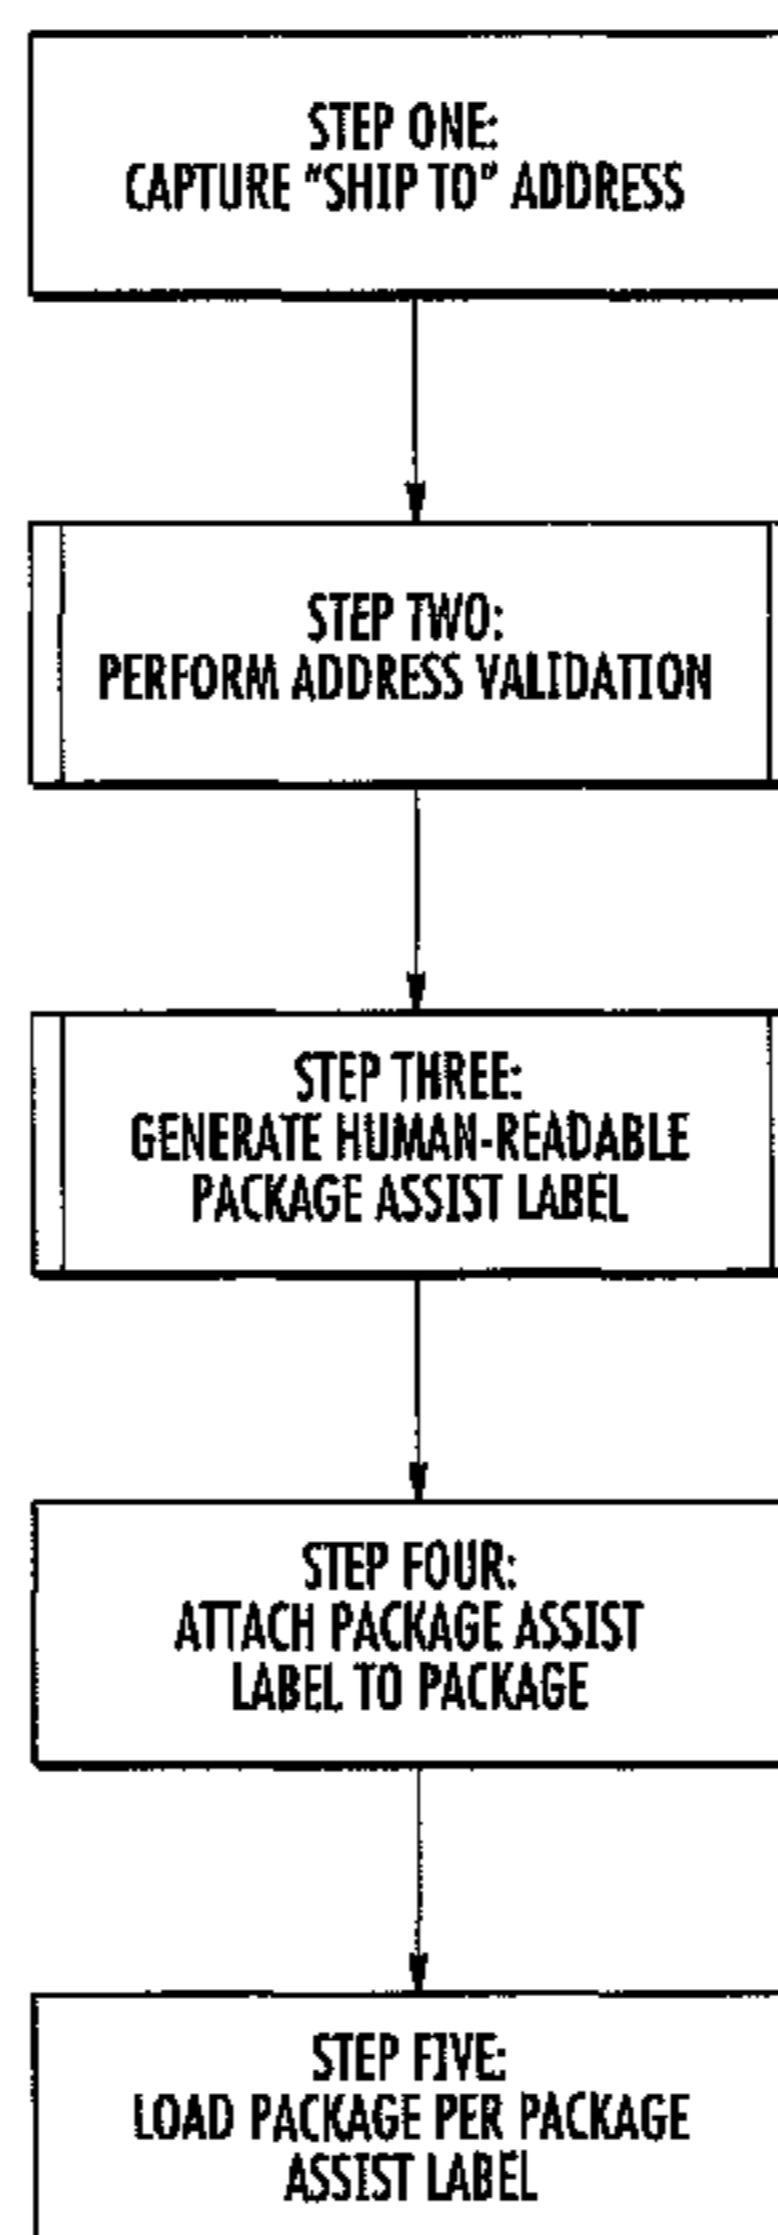 STEP ONE:
CAPTURE "SHIP TO" ADDRESS
STEP TWO:
PERFORM ADDRESS VALIDATION
STEP THREE:
GENERATE HUMAN-READABLE
PACKAGE ASSIST LABEL
STEP FOUR:
ATTACH PACKAGE ASSIST
LABEL TO PACKAGE
STEP FIVE:
LOAD PACKAGE PER PACKAGE
ASSIST LABEL